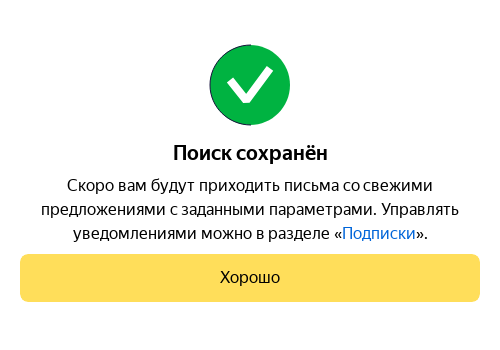 Поиск сохранён
Скоро вам будут приходить письма со свежими
предложениями с заданными параметрами. Управлять
уведомлениями можно в разделе «Подписки».
Хорошо